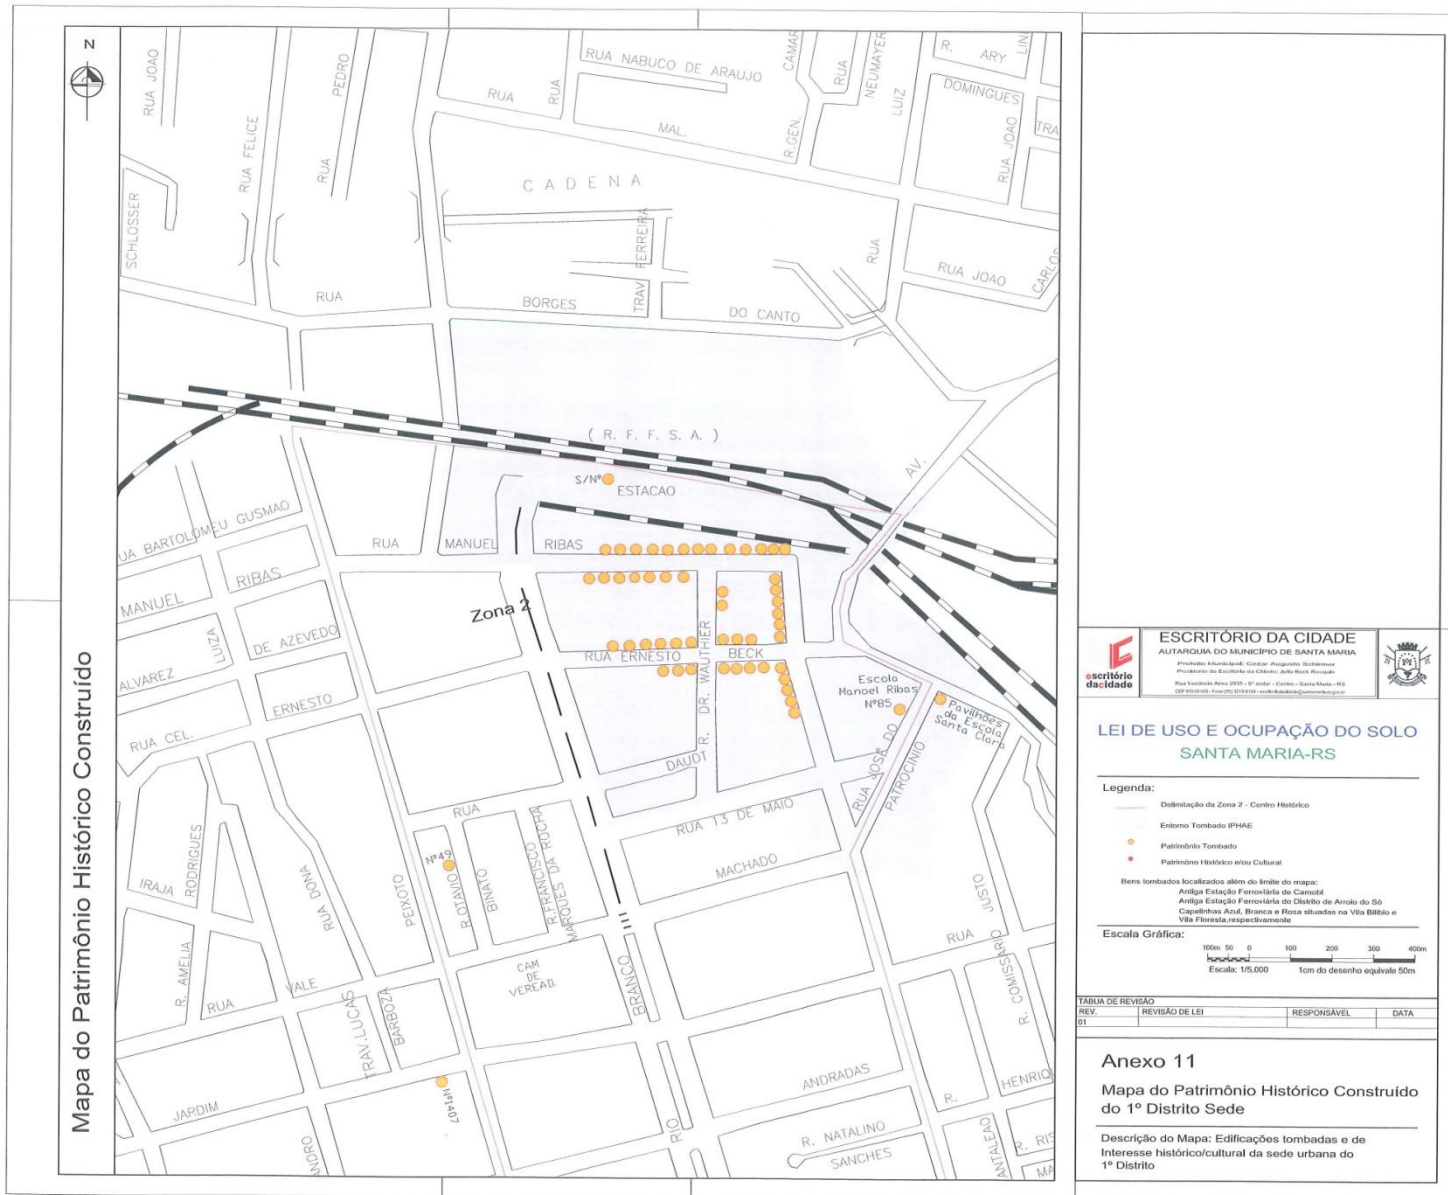 Mapa do Patrimônio Histórico Construído
N
RUA JOAO
RUA FELICE
RUA PEDRO
SCHLOSSER
RUA
RUA
MAL.
RUA NABUCO DE ARAUJO
R.GEN. CAMAR
RUA NEUMAYER
RUA LUIZ
R. ARY
LIN
DOMINGUES
RUA JOAO
TRA
CADENA
TRAV FERREIRA
RUA
BORGES
DO CANTO
RUA JOAO
CARLOS
( R. F. F. S. A. )
AV.
S/Nº
ESTACAO
UA BARTOLOMEU GUSMAO
RUA
MANUEL
RIBAS
MANUEL
RIBAS
Zona 2
ALVAREZ
LUIZA
DE AZEVEDO
RUA ERNESTO
BECK
R. DR. WAUTHIER
Escola
Manoel Ribas
Nº85
Pavilhões
da Escola
Santa Clara
RUA CEL.
ERNESTO
DAUDT
RUA JOSE DO
PATROCINIO
RUA
RUA 13 DE MAIO
MACHADO
IRAJA
RODRIGUES
RUA DONA
PEIXOTO
Nº49
R.OTAVIO
BINATO
R.FRANCISCO
MARQUES DA ROCHA
R. AMELIA
RUA
VALE
TRAV.LUCAS
BARBOZA
CAM
DE
VEREAD.
BRANCO
RUA
R. COMISSARIO JUSTO
JARDIM
ANDRO
Nº1407
RIO
ANDRADAS
R. NATALINO
SANCHES
R.
HENRIQ
ANTALEAO
R. RIS
MA
escritório
dacidade
ESCRITÓRIO DA CIDADE
AUTARQUIA DO MUNICÍPIO DE SANTA MARIA
Prefeito Municipal: Cezar Augusto Schirmer
LEI DE USO E OCUPAÇÃO DO SOLO
SANTA MARIA-RS
Legenda:
Delimitação da Zona 2 - Centro Histórico
Entorno Tombado IPHAE
Patrimônio Tombado
Patrimôno Histórico e/ou Cultural
Bens tombados localizados além do limite do mapa:
Antiga Estação Ferroviária de Camobi
Antiga Estação Ferroviária do Distrito de Arroio do Só
Capelinhas Azul, Branca e Rosa situadas na Vila Bilibio e
Vila Floresta,respectivamente
Escala Gráfica:
100m 50 0 100 200 300 400m
Escala: 1/5.000 1cm do desenho equivale 50m
TABUA DE REVISÃO
REV. REVISÃO DE LEI RESPONSÁVEL DATA
01
Anexo 11
Mapa do Patrimônio Histórico Construído
do 1º Distrito Sede
Descrição do Mapa: Edificações tombadas e de
Interesse histórico/cultural da sede urbana do
1º Distrito